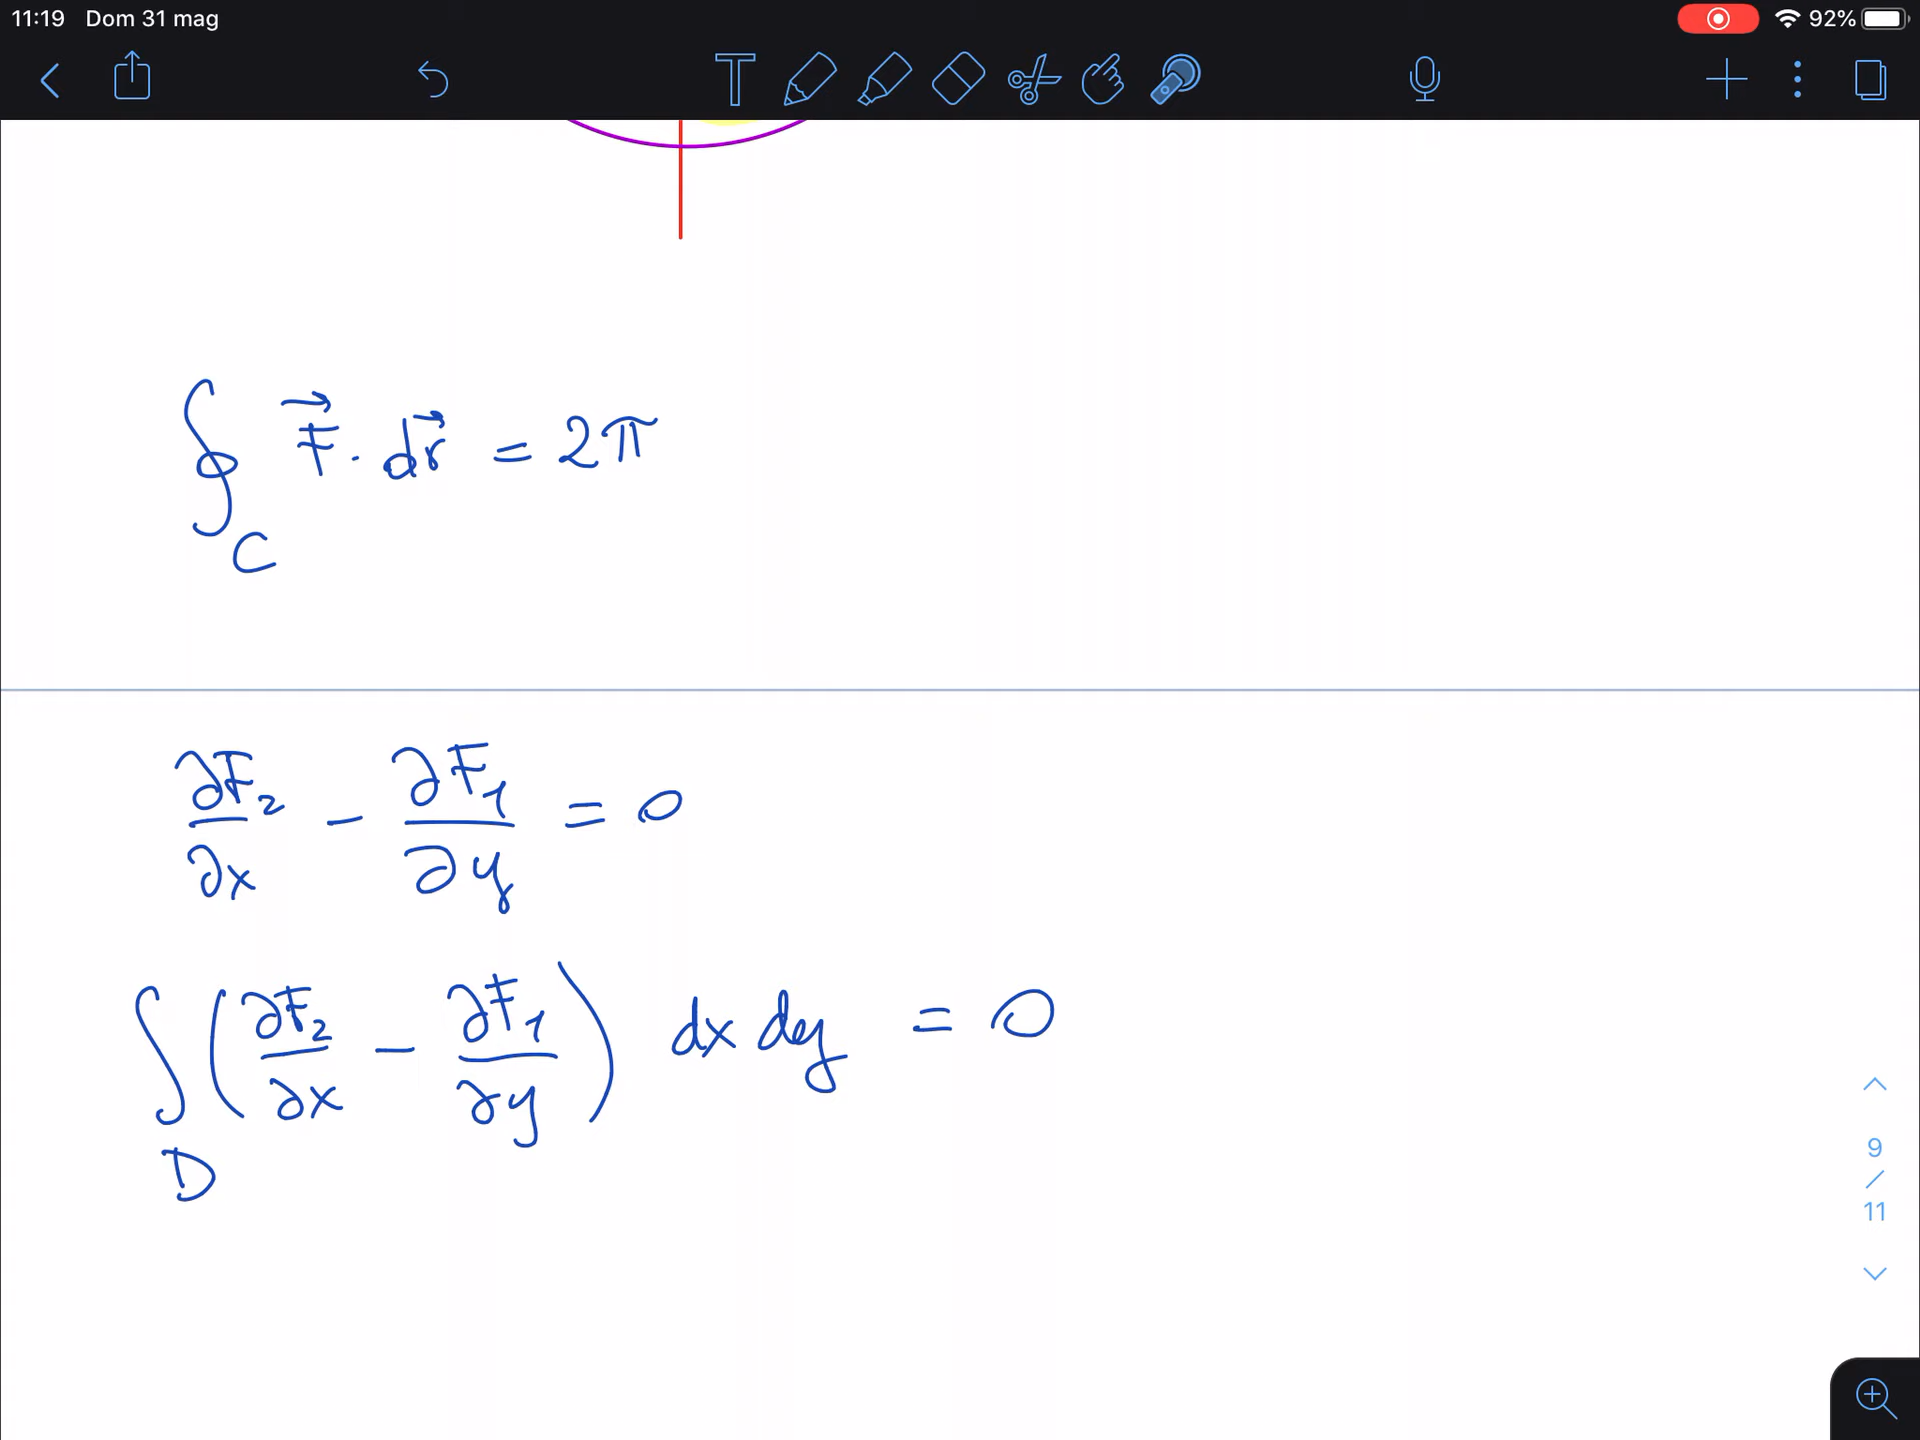 11:19 Dom 31 mag 92%
T
∮_C F⃗ · dr⃗ = 2π
∂F₂/∂x − ∂F₁/∂y = 0
∫_D (∂F₂/∂x − ∂F₁/∂y) dx dy = 0
9
/
11